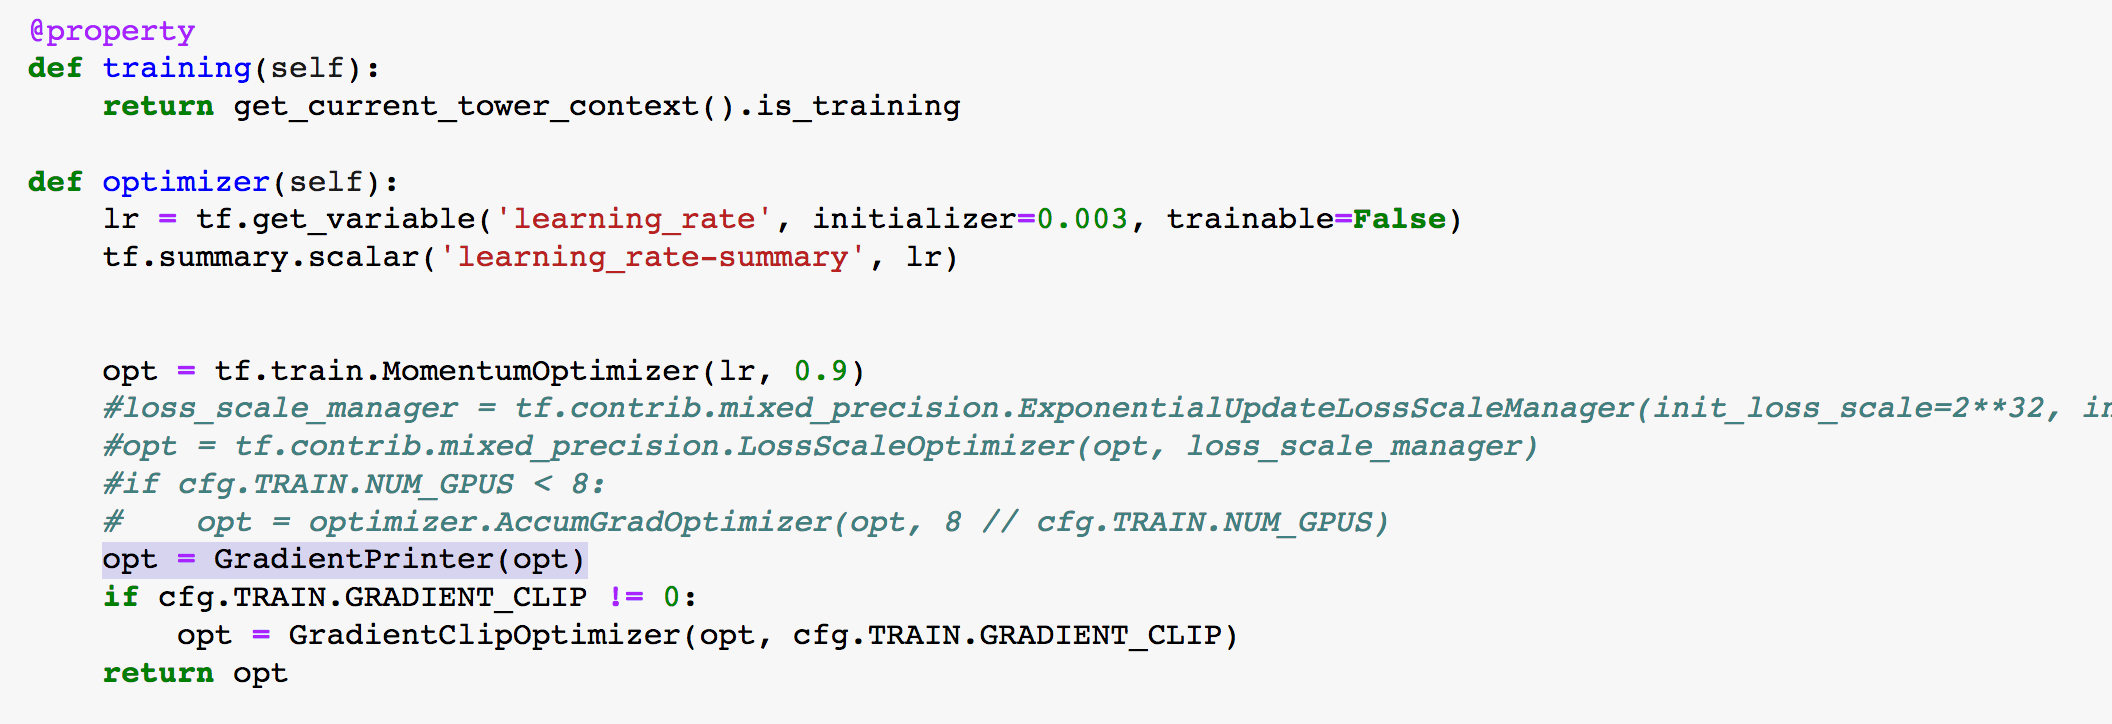 @property
def training(self):
    return get_current_tower_context().is_training

def optimizer(self):
    lr = tf.get_variable('learning_rate', initializer=0.003, trainable=False)
    tf.summary.scalar('learning_rate-summary', lr)


    opt = tf.train.MomentumOptimizer(lr, 0.9)
    #loss_scale_manager = tf.contrib.mixed_precision.ExponentialUpdateLossScaleManager(init_loss_scale=2**32, in
    #opt = tf.contrib.mixed_precision.LossScaleOptimizer(opt, loss_scale_manager)
    #if cfg.TRAIN.NUM_GPUS < 8:
    #    opt = optimizer.AccumGradOptimizer(opt, 8 // cfg.TRAIN.NUM_GPUS)
    opt = GradientPrinter(opt)
    if cfg.TRAIN.GRADIENT_CLIP != 0:
        opt = GradientClipOptimizer(opt, cfg.TRAIN.GRADIENT_CLIP)
    return opt